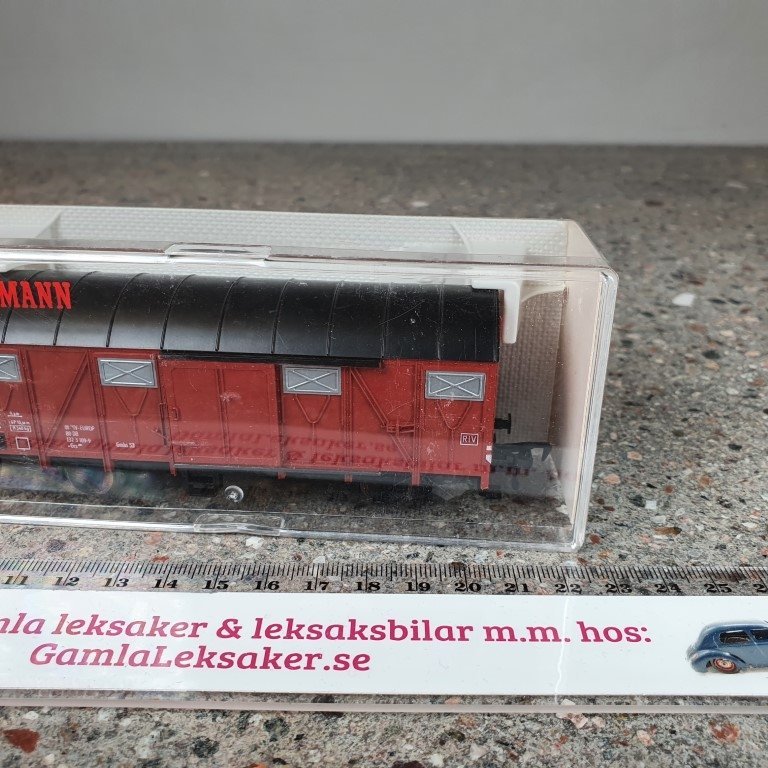 MANN
RIV
11 12 13 14 15 16 17 18 19 20 21 22 23 24 25
mla leksaker & leksaksbilar m.m. hos:
GamlaLeksaker.se